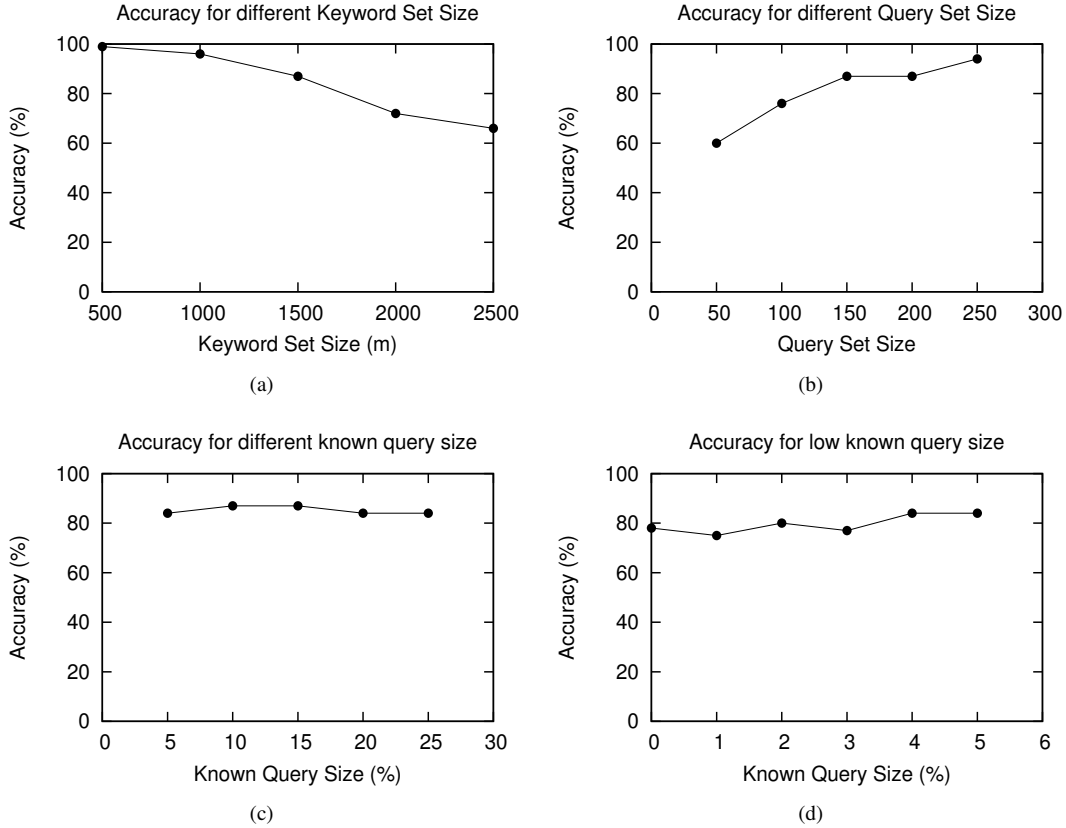 Accuracy for different Keyword Set Size
100
80
60
40
20
0
500 1000 1500 2000 2500
Accuracy (%)
Keyword Set Size (m)
(a)
Accuracy for different Query Set Size
100
80
60
40
20
0
0 50 100 150 200 250 300
Accuracy (%)
Query Set Size
(b)
Accuracy for different known query size
100
80
60
40
20
0
0 5 10 15 20 25 30
Accuracy (%)
Known Query Size (%)
(c)
Accuracy for low known query size
100
80
60
40
20
0
0 1 2 3 4 5 6
Accuracy (%)
Known Query Size (%)
(d)